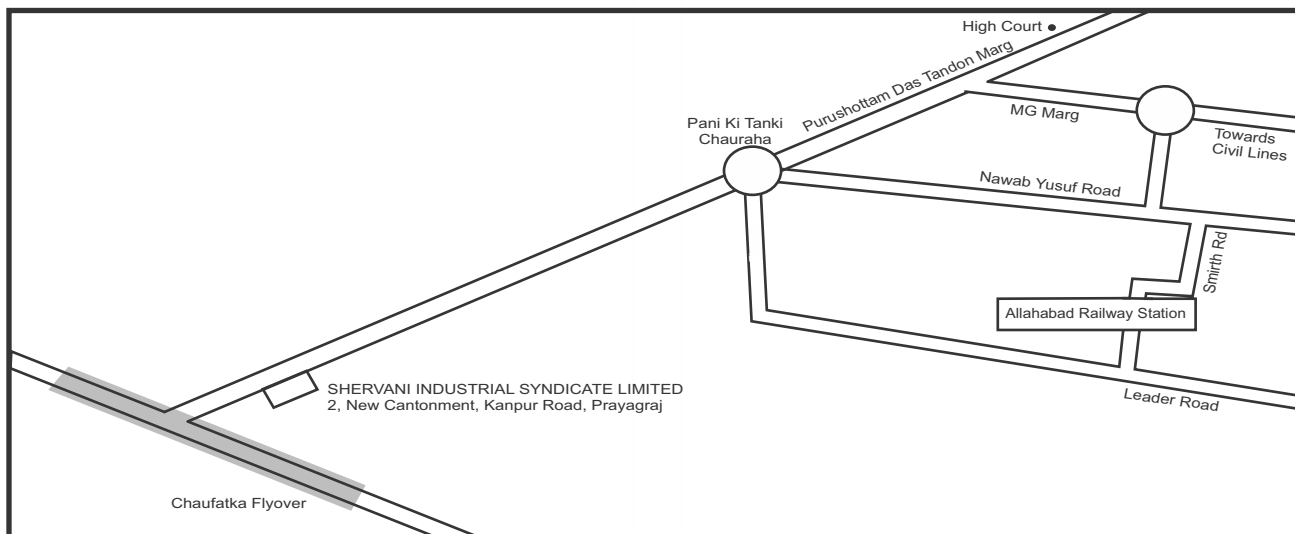 High Court
Purushottam Das Tandon Marg
MG Marg
Towards
Civil Lines
Pani Ki Tanki
Chauraha
Nawab Yusuf Road
Smirth Rd
Allahabad Railway Station
SHERVANI INDUSTRIAL SYNDICATE LIMITED
2, New Cantonment, Kanpur Road, Prayagraj
Leader Road
Chaufatka Flyover